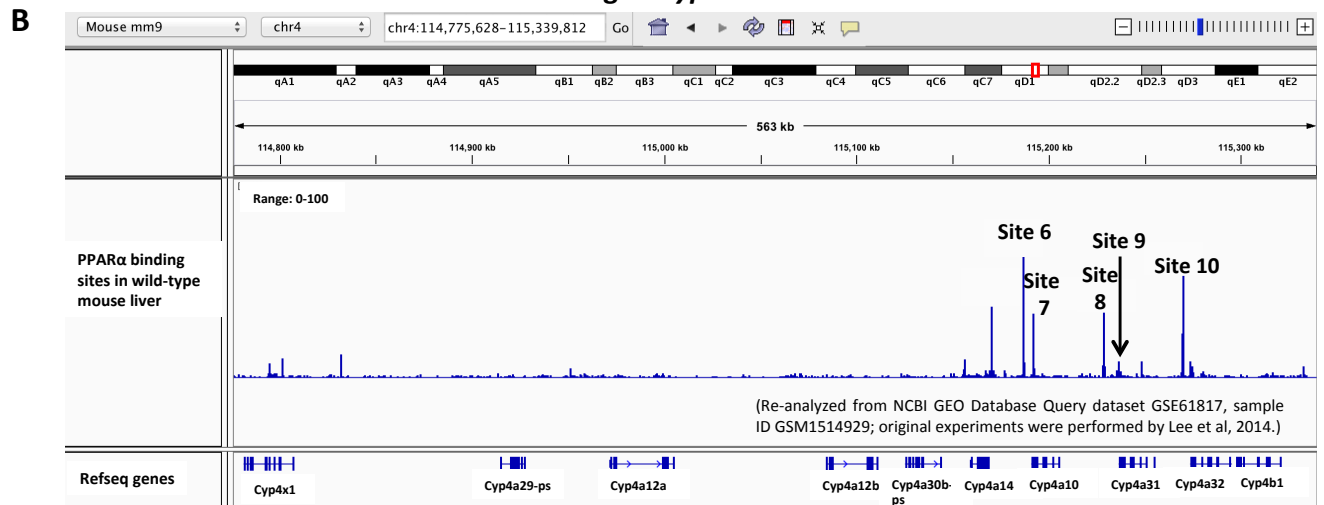 B
Mouse mm9
chr4
chr4:114,775,628-115,339,812
Go
qA1 qA2 qA3 qA4 qA5 qB1 qB2 qB3 qC1 qC2 qC3 qC4 qC5 qC6 qC7 qD1 qD2.2 qD2.3 qD3 qE1 qE2
563 kb
114,800 kb 114,900 kb 115,000 kb 115,100 kb 115,200 kb 115,300 kb
Range: 0-100
PPARα binding
sites in wild-type
mouse liver
Site 6
Site
7
Site
8
Site 9
Site 10
(Re-analyzed from NCBI GEO Database Query dataset GSE61817, sample
ID GSM1514929; original experiments were performed by Lee et al, 2014.)
Refseq genes
Cyp4x1 Cyp4a29-ps Cyp4a12a Cyp4a12b Cyp4a30b-
ps
Cyp4a14 Cyp4a10 Cyp4a31 Cyp4a32 Cyp4b1